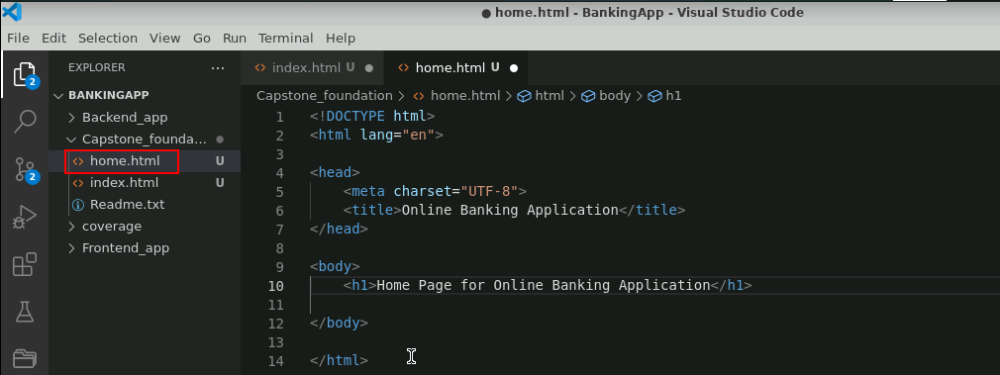 ● home.html - BankingApp - Visual Studio Code
File Edit Selection View Go Run Terminal Help
EXPLORER ... index.html U ● home.html U ●
2
BANKINGAPP
Capstone_foundation > home.html > html > body > h1
Backend_app
Capstone_founda...
home.html U
index.html U
2
Readme.txt
coverage
Frontend_app
1 <!DOCTYPE html>
2 <html lang="en">
3
4 <head>
5 <meta charset="UTF-8">
6 <title>Online Banking Application</title>
7 </head>
8
9 <body>
10 <h1>Home Page for Online Banking Application</h1>
11
12 </body>
13
14 </html>